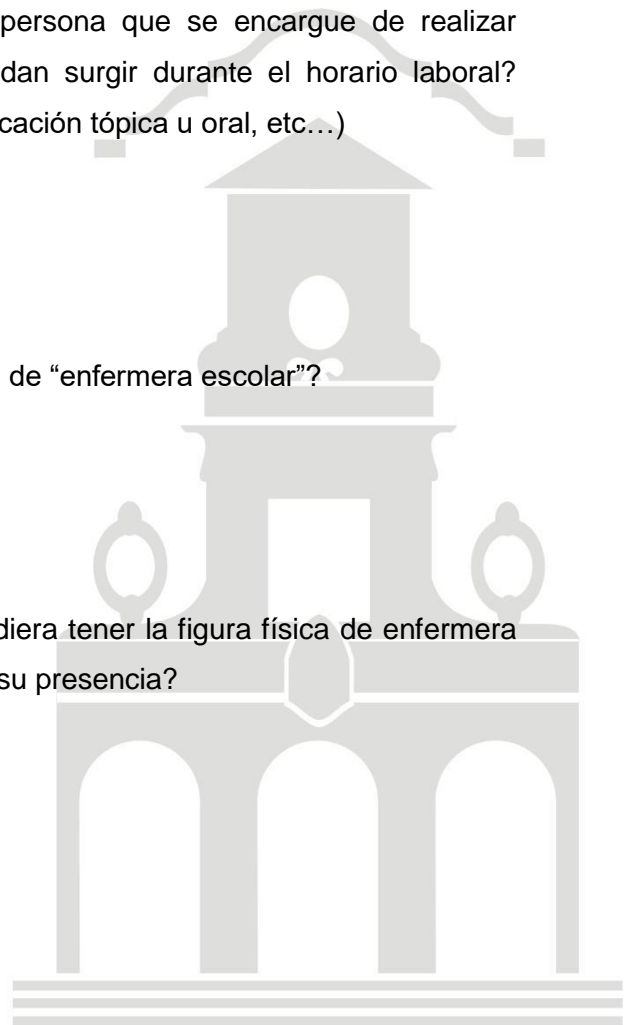 persona que se encargue de realizar
dan surgir durante el horario laboral?
cación tópica u oral, etc…)
de “enfermera escolar”?
diera tener la figura física de enfermera
su presencia?